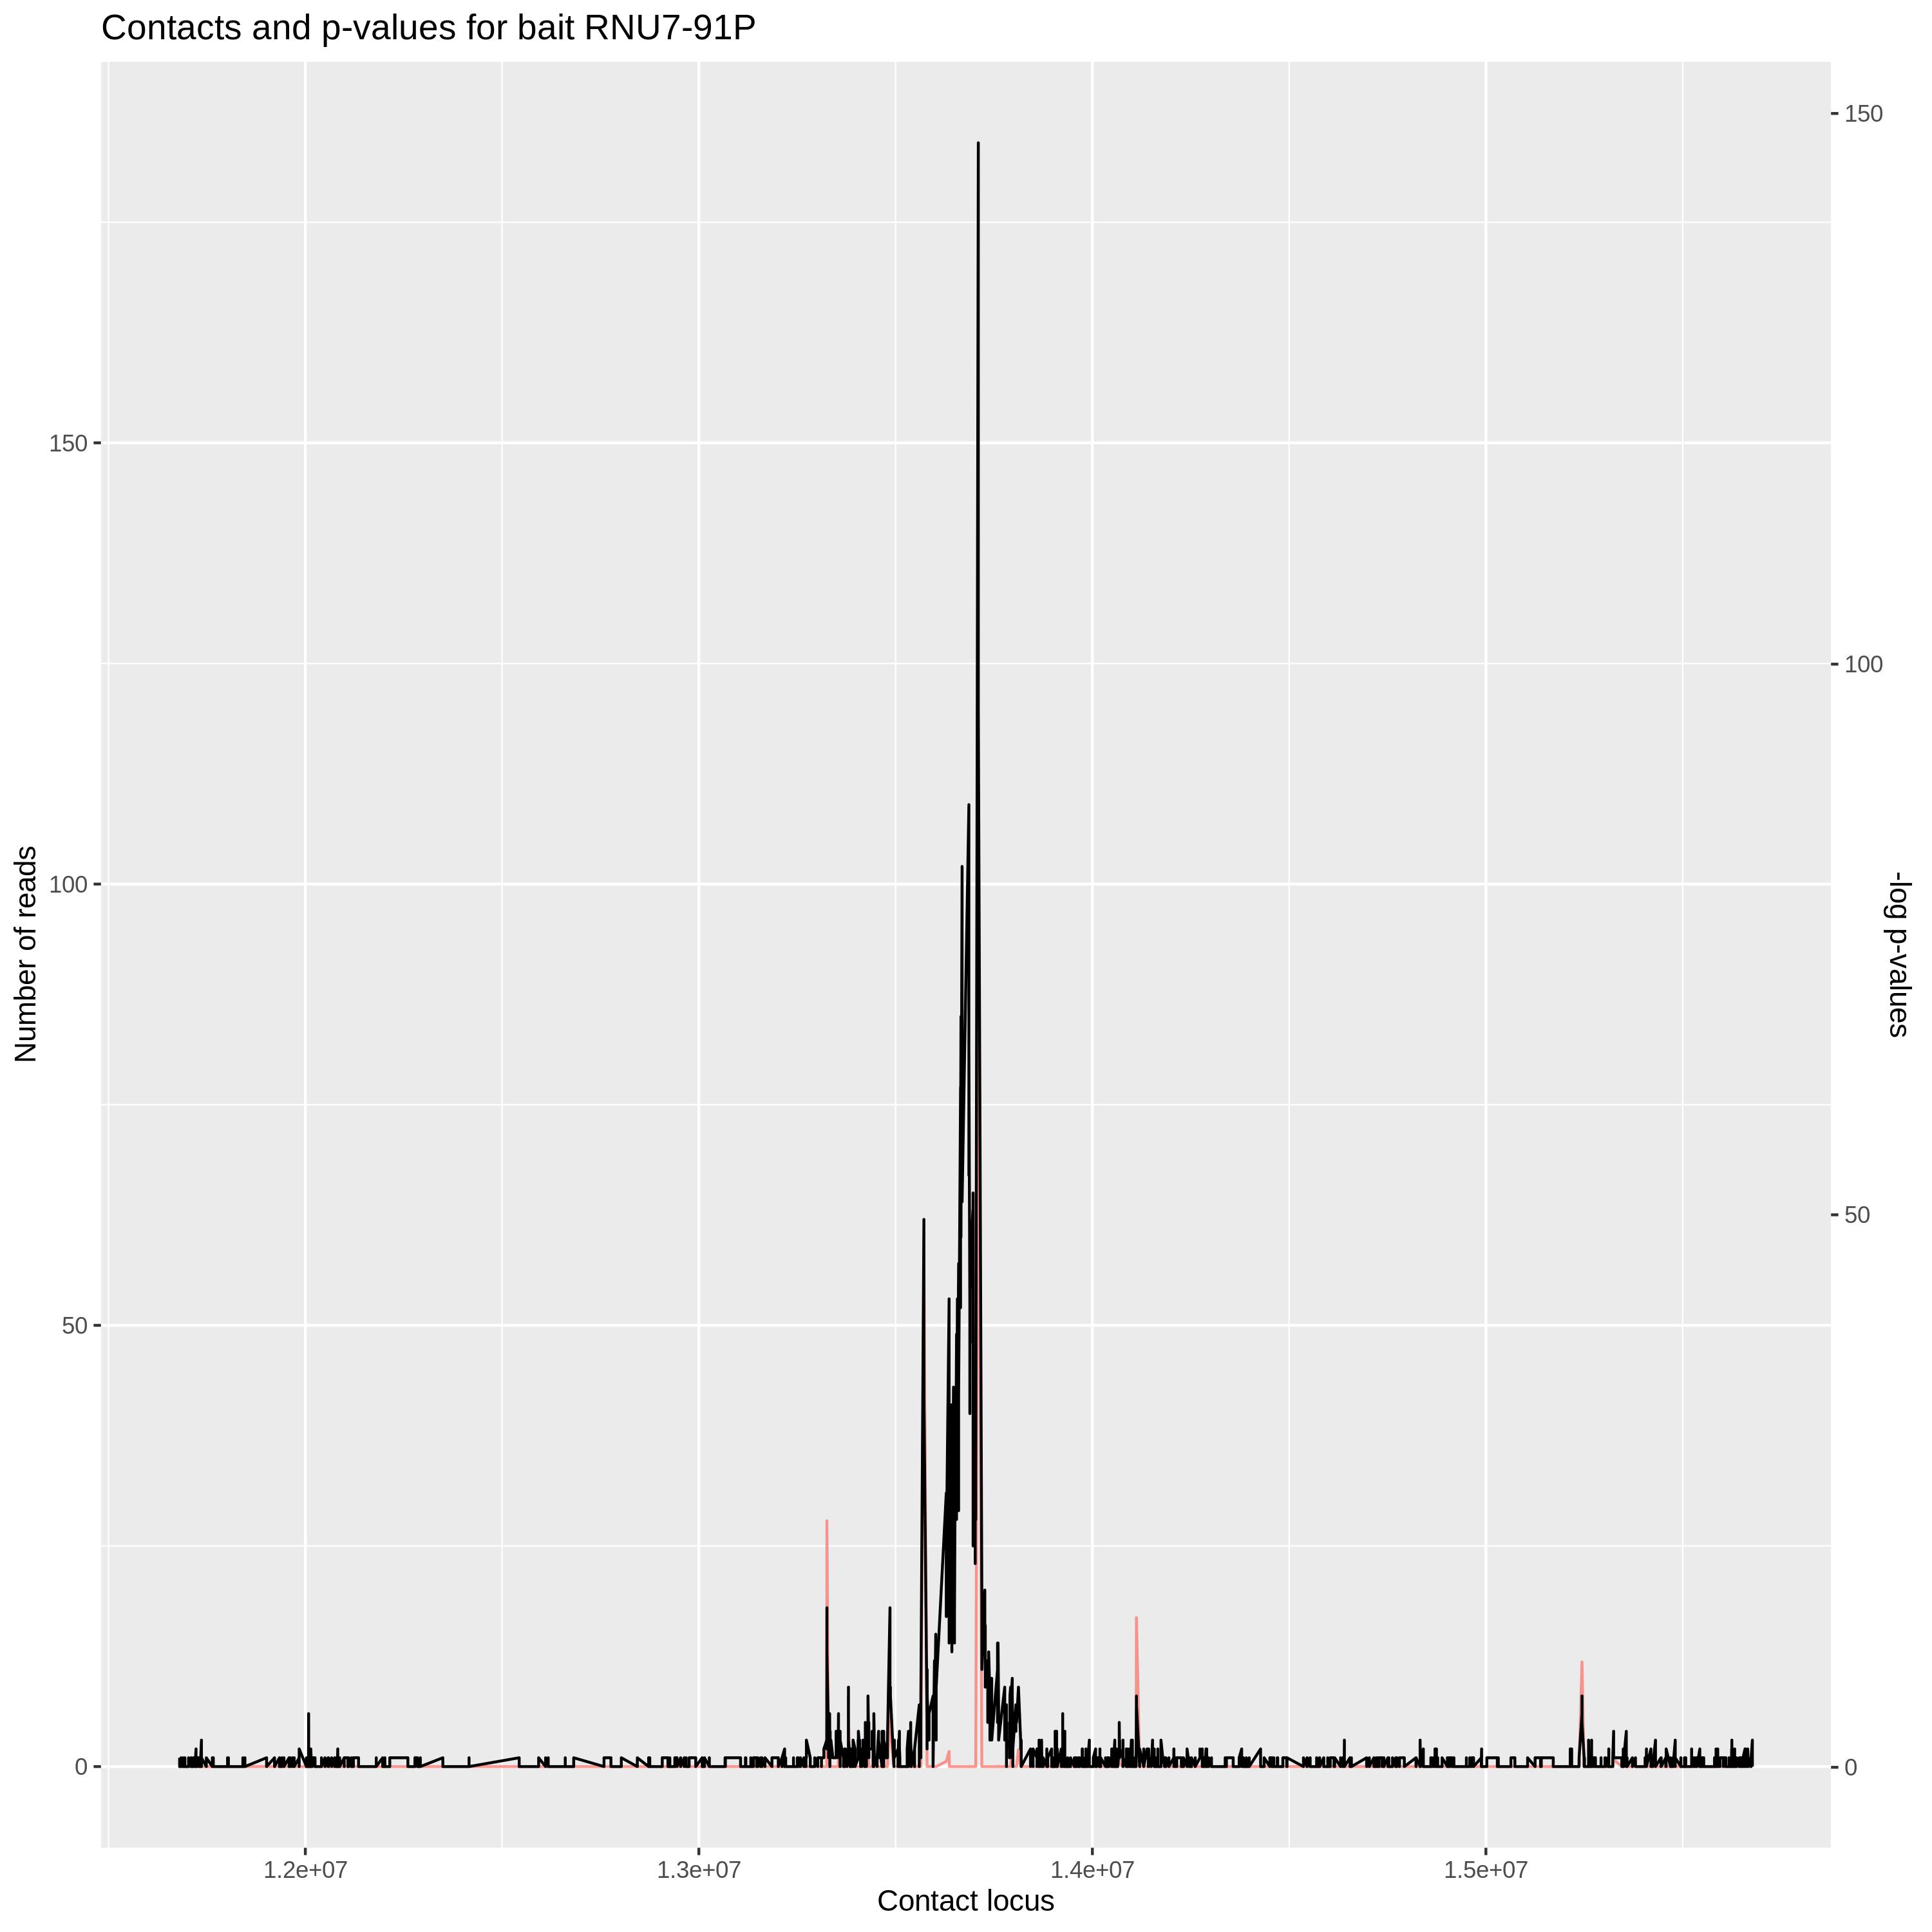 Contacts and p-values for bait RNU7-91P
Number of reads
150
100
50
0
150
100
50
0
-log p-values
1.2e+07
1.3e+07
1.4e+07
1.5e+07
Contact locus